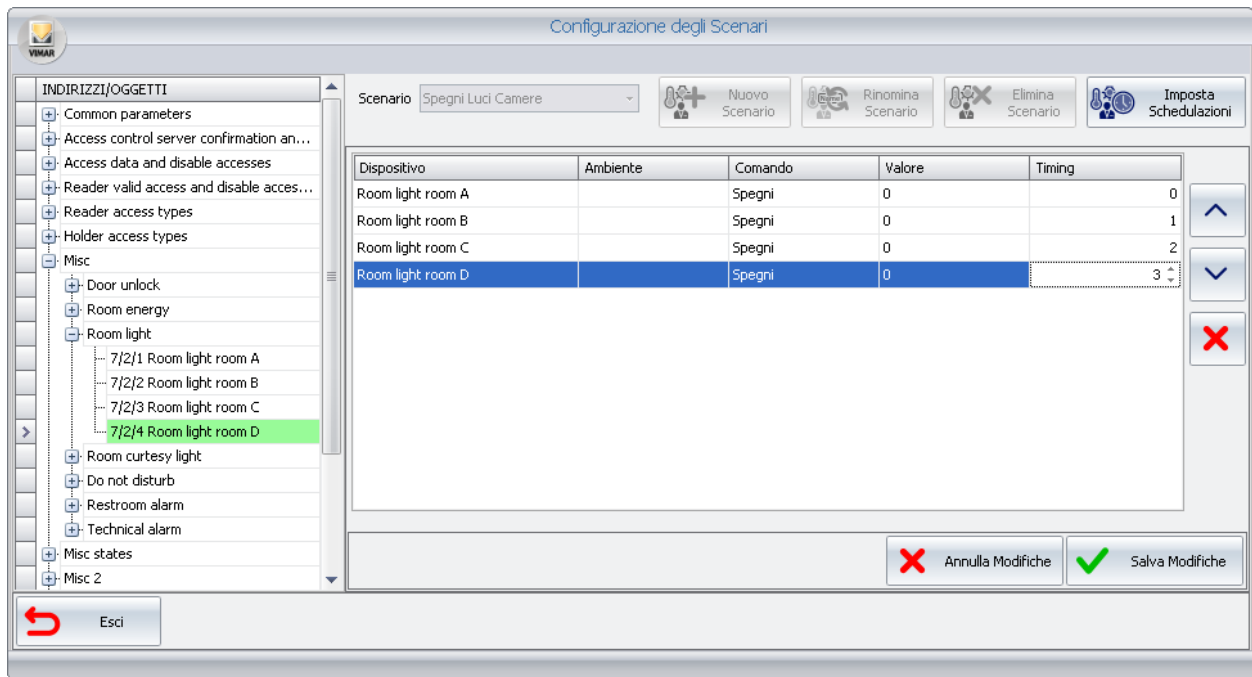 Configurazione degli Scenari
VIMAR
INDIRIZZI/OGGETTI
Common parameters
Access control server confirmation an...
Access data and disable accesses
Reader valid access and disable acces...
Reader access types
Holder access types
Misc
Door unlock
Room energy
Room light
7/2/1 Room light room A
7/2/2 Room light room B
7/2/3 Room light room C
7/2/4 Room light room D
Room curtesy light
Do not disturb
Restroom alarm
Technical alarm
Misc states
Misc 2
Scenario Spegni Luci Camere
Nuovo Scenario
Rinomina Scenario
Elimina Scenario
Imposta Schedulazioni
Dispositivo Ambiente Comando Valore Timing
Room light room A Spegni 0 0
Room light room B Spegni 0 1
Room light room C Spegni 0 2
Room light room D Spegni 0 3
Annulla Modifiche
Salva Modifiche
Esci